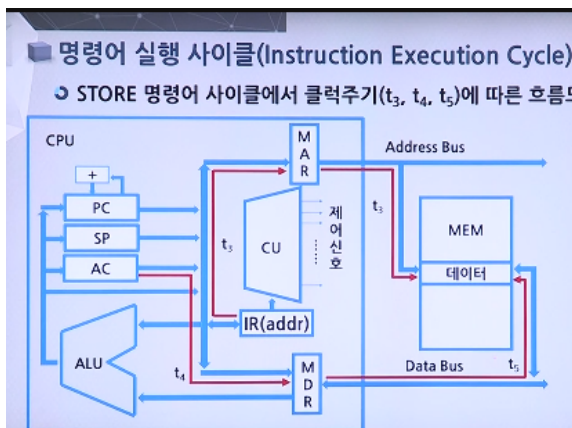 명령어 실행 사이클(Instruction Execution Cycle)
STORE 명령어 사이클에서 클럭주기(t₃, t₄, t₅)에 따른 흐름도
CPU
MAR
Address Bus
+
PC
SP
AC
t₃
CU
제어신호
t₃
MEM
데이터
IR(addr)
ALU
t₄
MDR
Data Bus
t₅